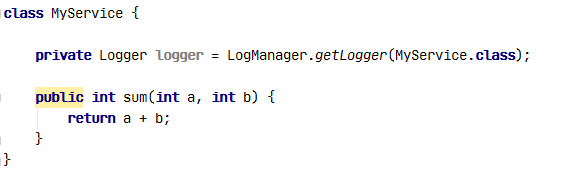 class MyService {
private Logger logger = LogManager.getLogger(MyService.class);
public int sum(int a, int b) {
return a + b;
}
}